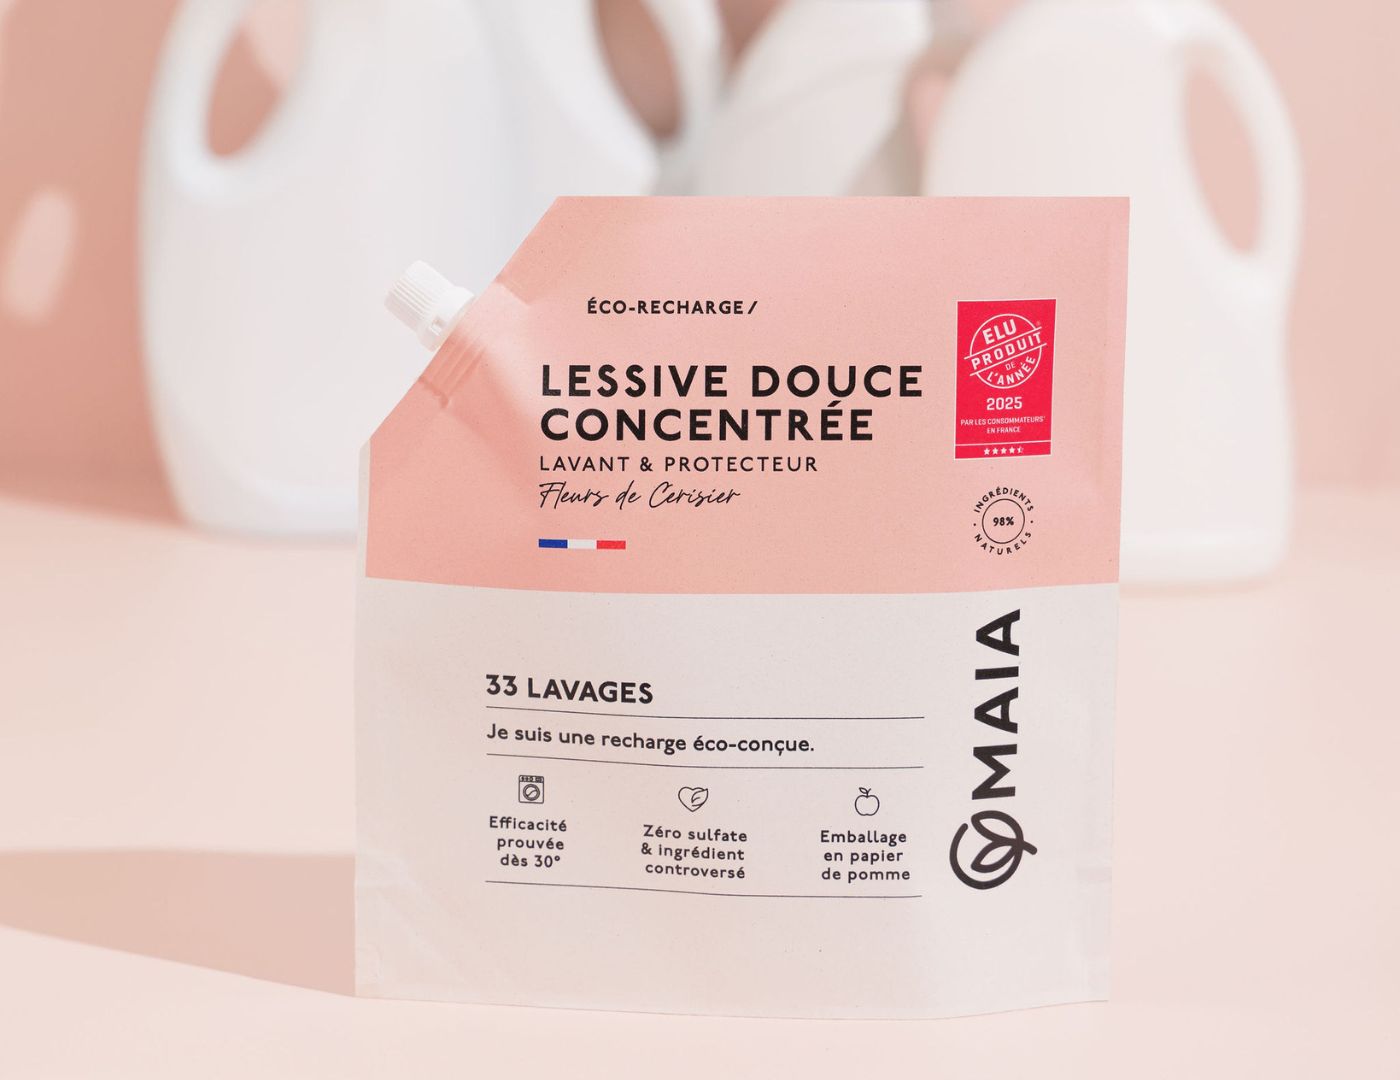 ÉCO-RECHARGE /
LESSIVE DOUCE
CONCENTRÉE
LAVANT & PROTECTEUR
Fleurs de Cerisier
ELU
PRODUIT
DE
L'ANNÉE
2025
PAR LES CONSOMMATEURS*
EN FRANCE
INGRÉDIENTS
98%
NATURELS
MAIA
33 LAVAGES
Je suis une recharge éco-conçue.
Efficacité
prouvée
dès 30°
Zéro sulfate
& ingrédient
controversé
Emballage
en papier
de pomme